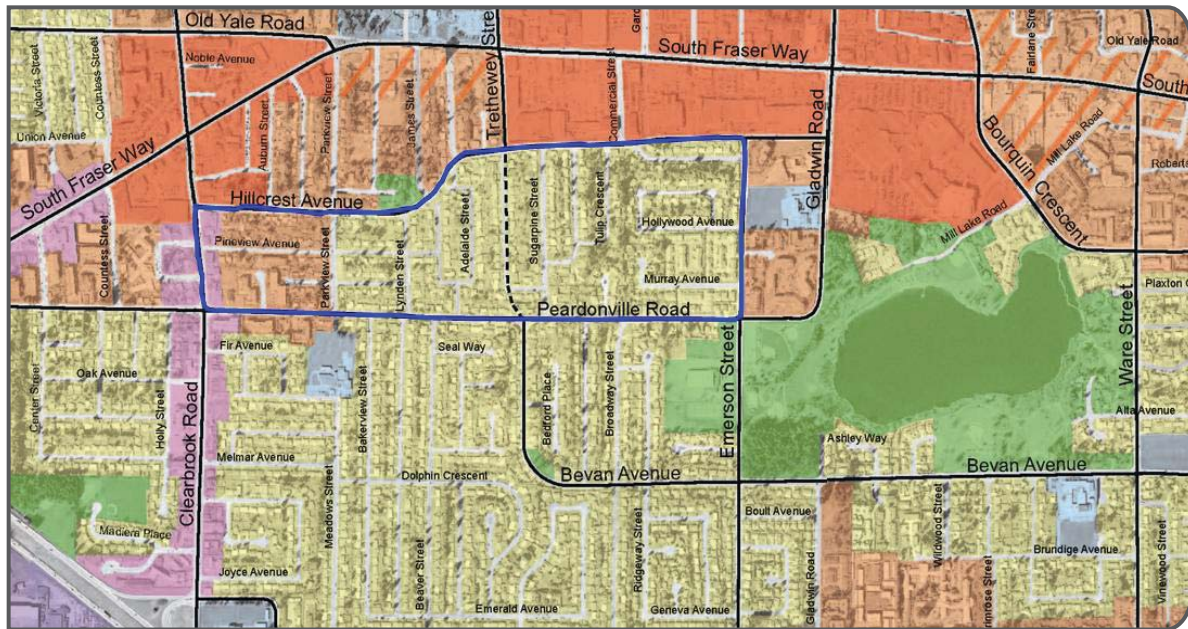 Old Yale Road
Noble Avenue
Victoria Street
Countess Street
Union Avenue
South Fraser Way
Auburn Street
Parkview Street
James Street
Trethewey Stre
South Fraser Way
Commercial Street
Gladwin Road
Fairlane Street
Old Yale Road
South
Bourquin Crescent
Mill Lake Road
Mill Lake Road
Hillcrest Avenue
Pineview Avenue
Parkview Street
Lynden Street
Adelaide Street
Sugarpine Street
Tulip Crescent
Hollywood Avenue
Murray Avenue
Countess Street
Peardonville Road
Fir Avenue
Seal Way
Oak Avenue
Center Street
Holly Street
Clearbrook Road
Bakerview Street
Bedford Place
Broadway Street
Emerson Street
Ware Street
Alta Avenue
Ashley Way
Melmar Avenue
Dolphin Crescent
Bevan Avenue
Bevan Avenue
Madiera Place
Meadows Street
Joyce Avenue
Beaver Street
Emerald Avenue
Ridgeway Street
Geneva Avenue
Boult Avenue
Gladwin Road
Wildwood Street
Brundige Avenue
Vinewood Street